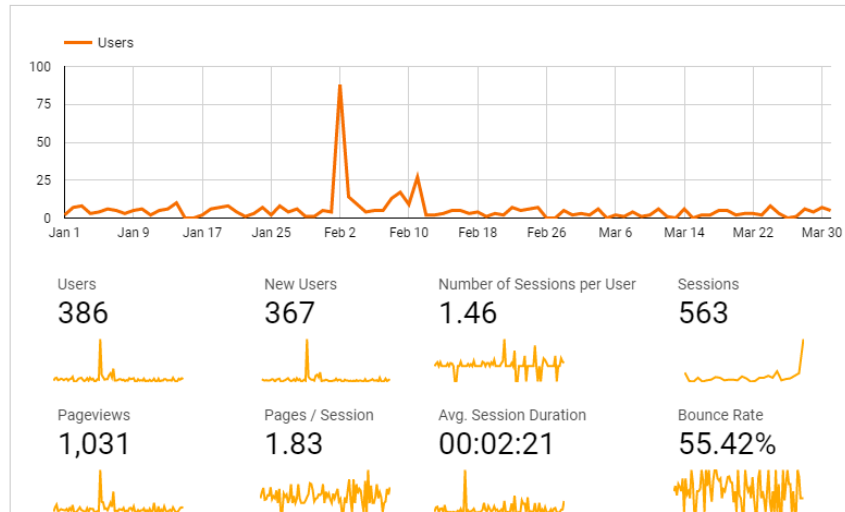 Users
100
75
50
25
0
Jan 1 Jan 9 Jan 17 Jan 25 Feb 2 Feb 10 Feb 18 Feb 26 Mar 6 Mar 14 Mar 22 Mar 30
Users New Users Number of Sessions per User Sessions
386 367 1.46 563
Pageviews Pages / Session Avg. Session Duration Bounce Rate
1,031 1.83 00:02:21 55.42%